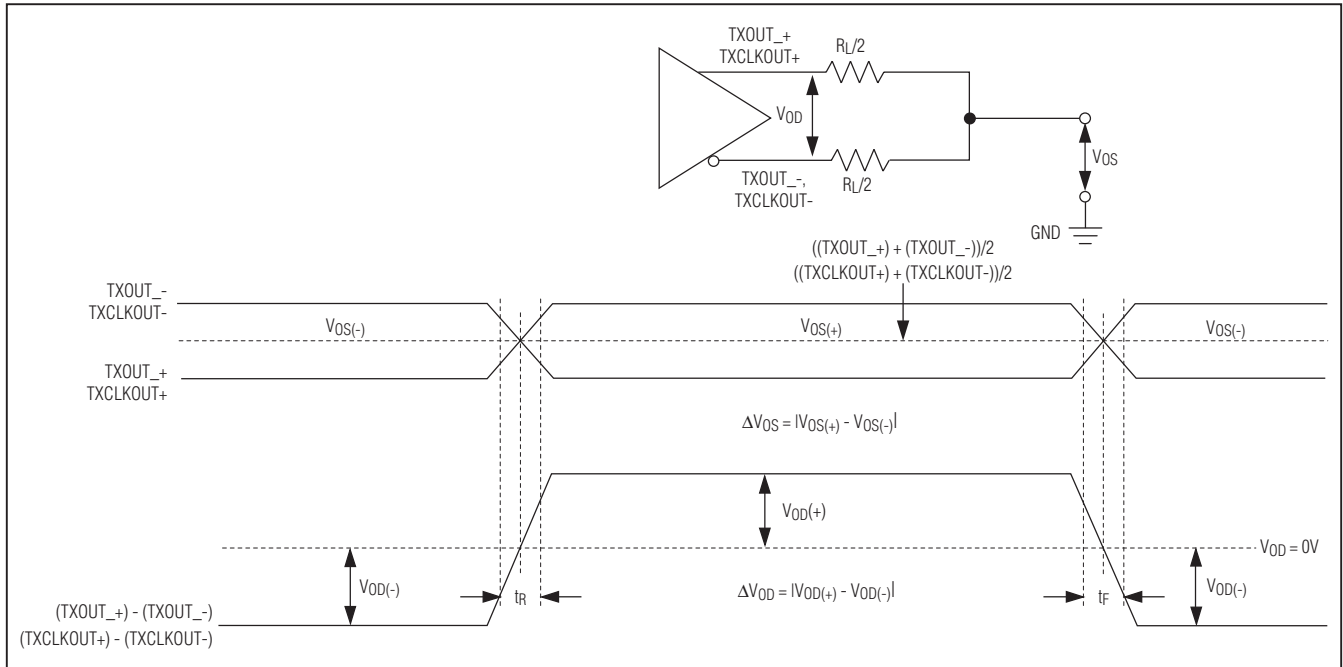 TXOUT_+
TXCLKOUT+
RL/2
VOD
VOS
TXOUT_-,
TXCLKOUT-
RL/2
GND
((TXOUT_+) + (TXOUT_-))/2
((TXCLKOUT+) + (TXCLKOUT-))/2
TXOUT_-
TXCLKOUT-
VOS(-)
VOS(+)
VOS(-)
TXOUT_+
TXCLKOUT+
ΔVOS = |VOS(+) - VOS(-)|
VOD(+)
VOD = 0V
VOD(-)
tR
ΔVOD = |VOD(+) - VOD(-)|
tF
VOD(-)
(TXOUT_+) - (TXOUT_-)
(TXCLKOUT+) - (TXCLKOUT-)